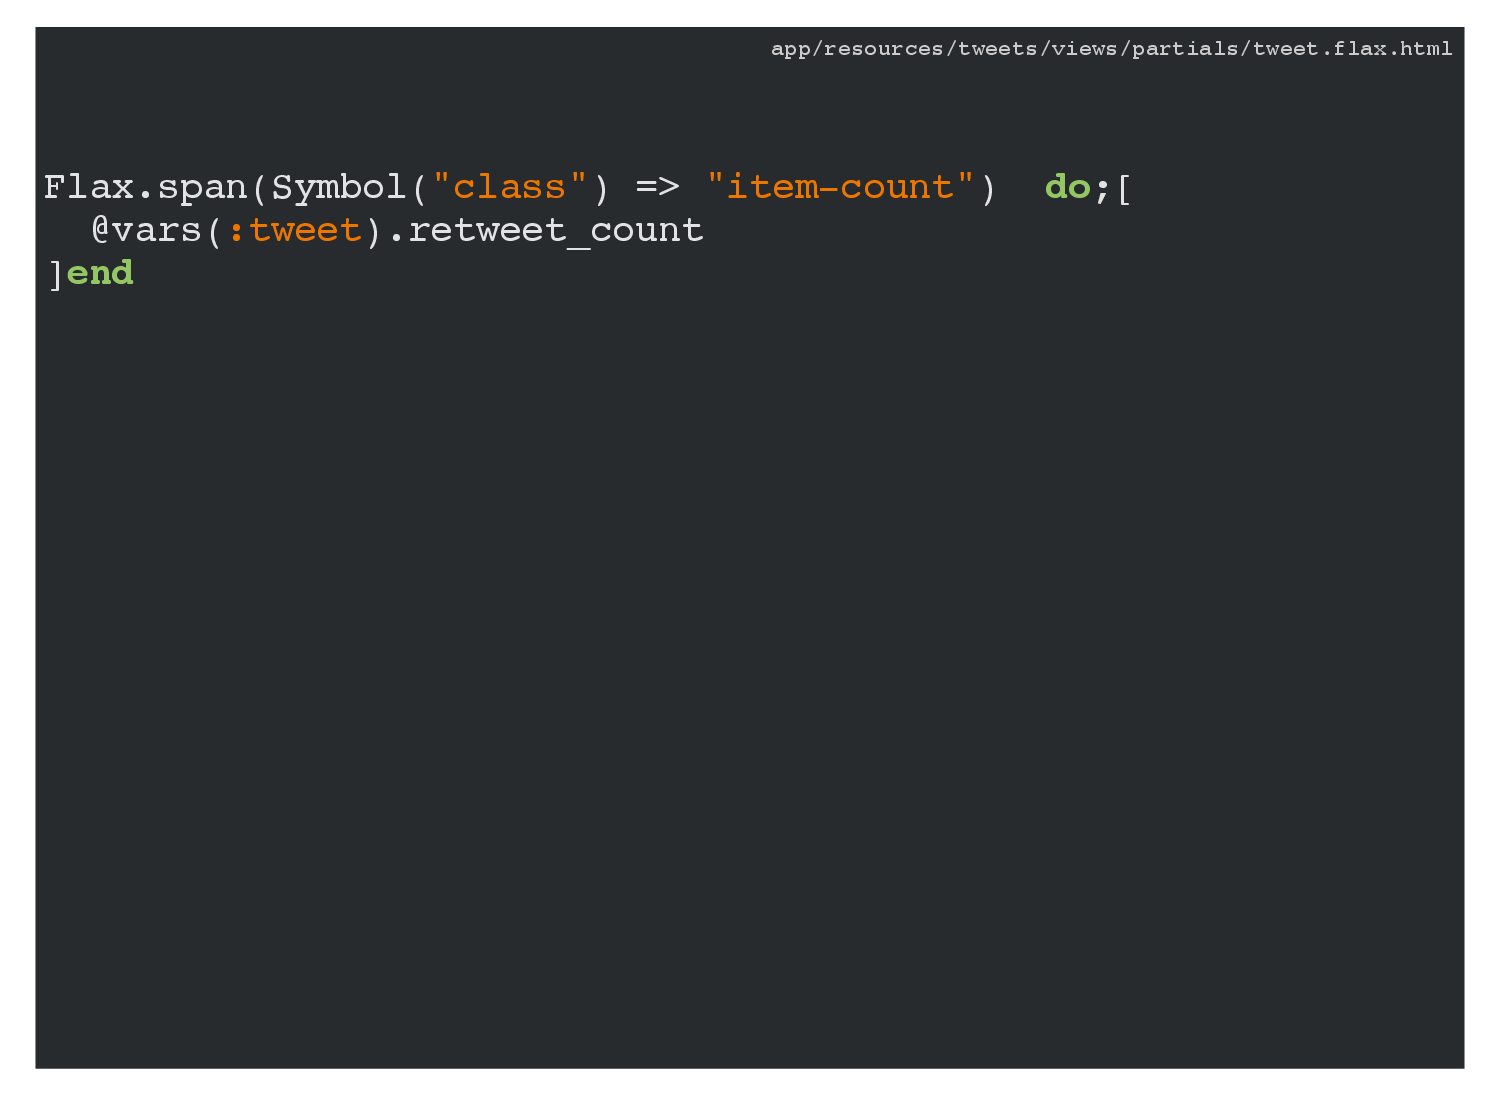 app/resources/tweets/views/partials/tweet.flax.html
Flax.span(Symbol("class") => "item-count")  do;[
  @vars(:tweet).retweet_count
]end